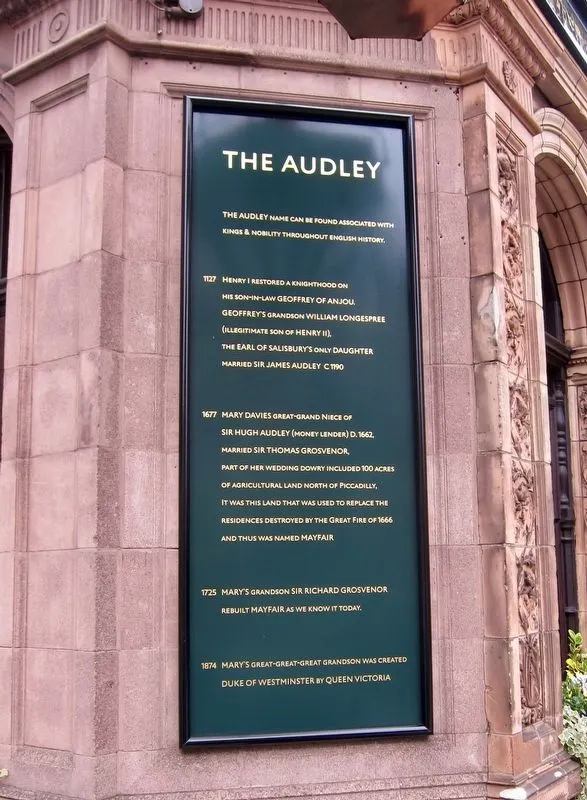 THE AUDLEY
THE AUDLEY NAME CAN BE FOUND ASSOCIATED WITH
KINGS & NOBILITY THROUGHOUT ENGLISH HISTORY.
1127 HENRY I RESTORED A KNIGHTHOOD ON
HIS SON-IN-LAW GEOFFREY OF ANJOU.
GEOFFREY'S GRANDSON WILLIAM LONGESPREE
(ILLEGITIMATE SON OF HENRY II),
THE EARL OF SALISBURY'S ONLY DAUGHTER
MARRIED SIR JAMES AUDLEY C 1190
1677 MARY DAVIES GREAT-GRAND NIECE OF
SIR HUGH AUDLEY (MONEY LENDER) D. 1662,
MARRIED SIR THOMAS GROSVENOR,
PART OF HER WEDDING DOWRY INCLUDED 100 ACRES
OF AGRICULTURAL LAND NORTH OF PICCADILLY,
IT WAS THIS LAND THAT WAS USED TO REPLACE THE
RESIDENCES DESTROYED BY THE GREAT FIRE OF 1666
AND THUS WAS NAMED MAYFAIR
1725 MARY'S GRANDSON SIR RICHARD GROSVENOR
REBUILT MAYFAIR AS WE KNOW IT TODAY.
1874 MARY'S GREAT-GREAT-GREAT GRANDSON WAS CREATED
DUKE OF WESTMINSTER BY QUEEN VICTORIA